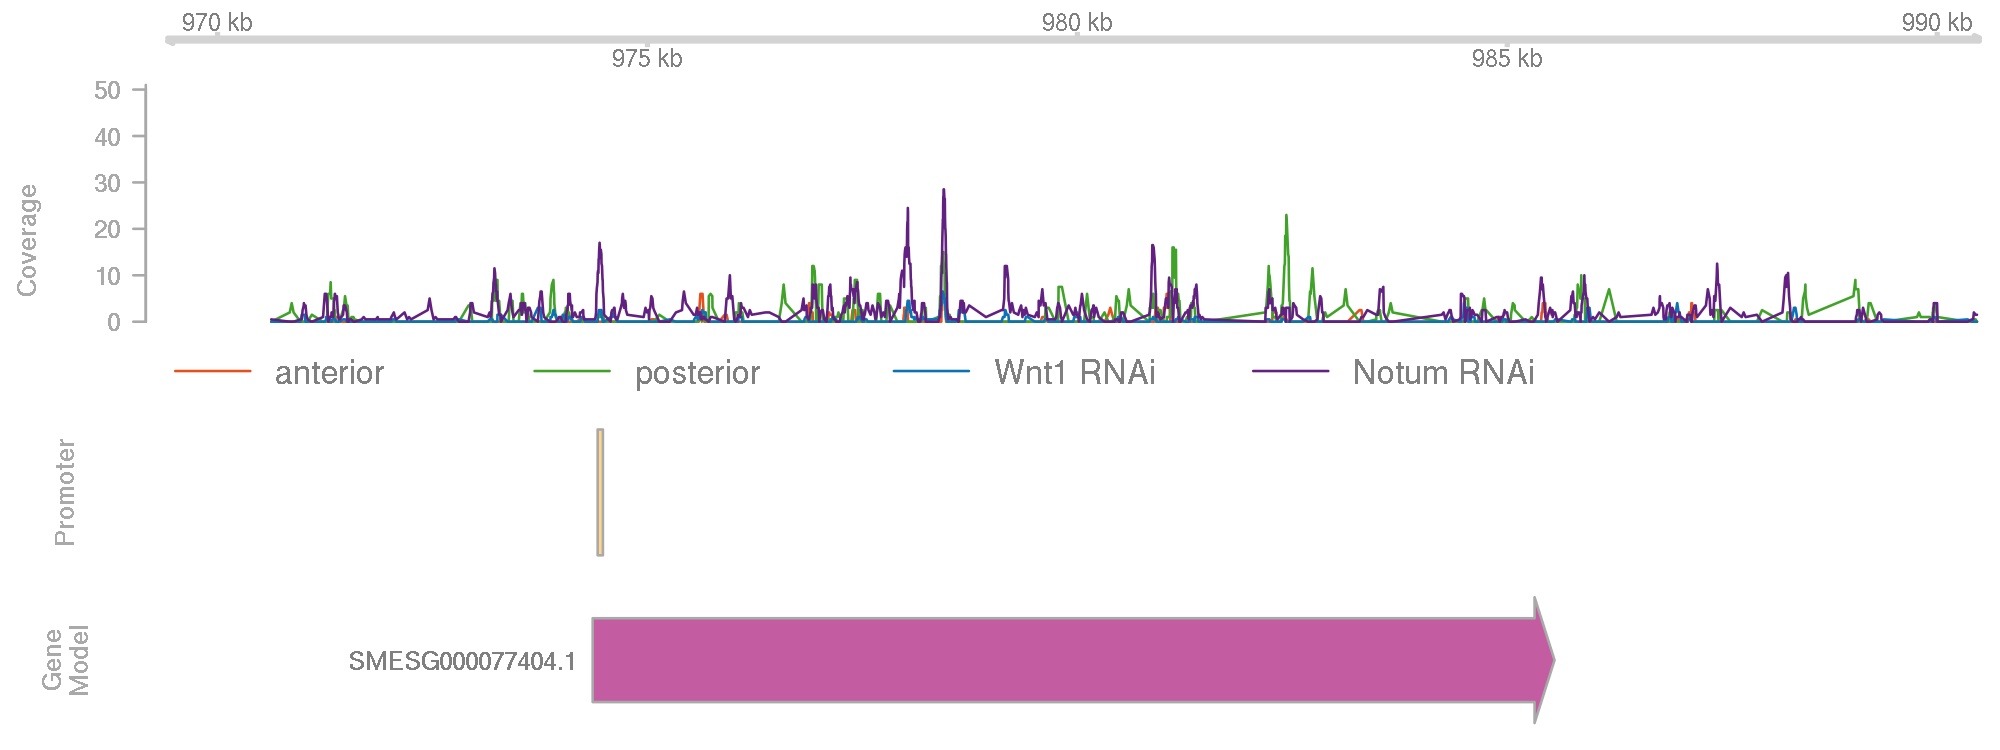 970 kb 980 kb 990 kb
975 kb 985 kb
50
40
30
20
10
0
Coverage
anterior posterior Wnt1 RNAi Notum RNAi
Promoter
Gene
Model
SMESG000077404.1